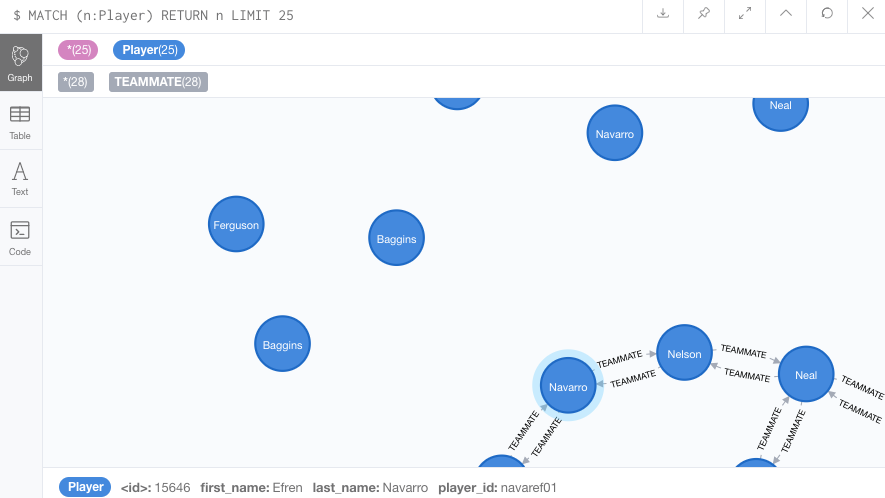 $ MATCH (n:Player) RETURN n LIMIT 25
*(25) Player(25)
*(28) TEAMMATE(28)
Graph
Table
Text
Code
Neal
Navarro
Ferguson
Baggins
Baggins
Navarro
TEAMMATE
TEAMMATE
Nelson
TEAMMATE
TEAMMATE
Neal
TEAMMATE
TEAMMATE
TEAMMATE
TEAMMATE
TEAMMATE
TEAMMATE
Player <id>: 15646 first_name: Efren last_name: Navarro player_id: navaref01